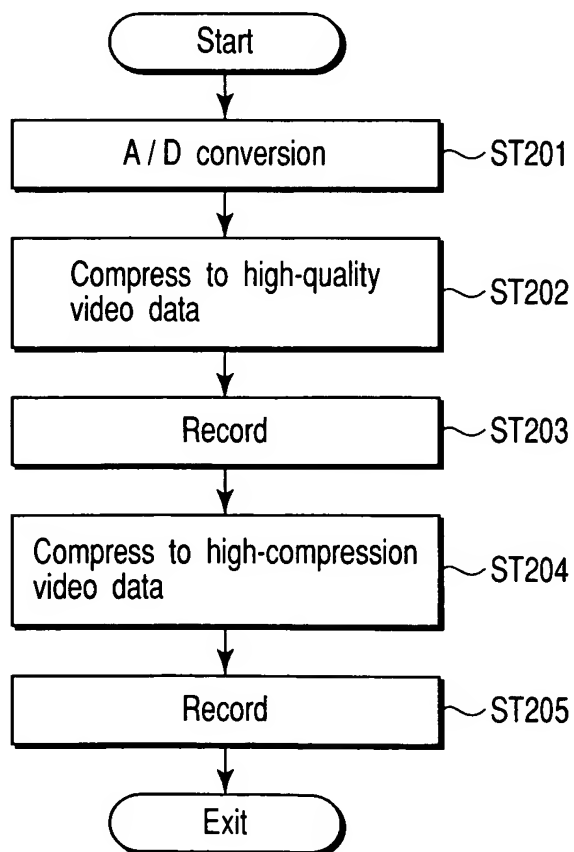 Start
A / D conversion
ST201
Compress to high-quality
video data
ST202
Record
ST203
Compress to high-compression
video data
ST204
Record
ST205
Exit